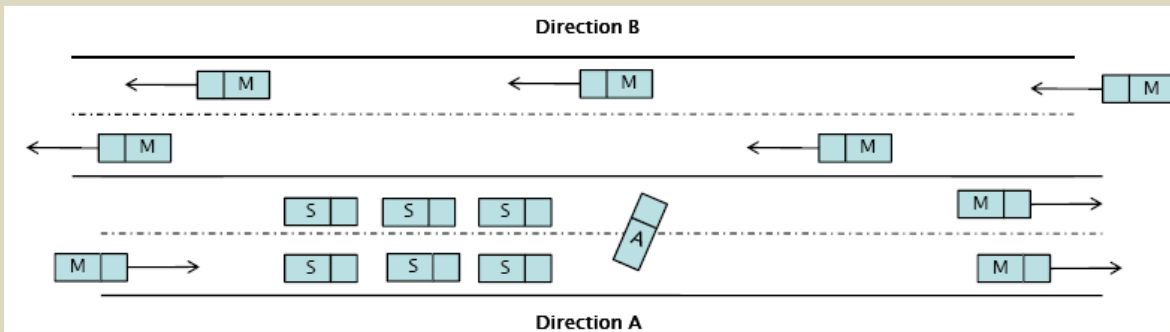 Direction B
M M M
M M
S S S M
A
M S S S M
Direction A